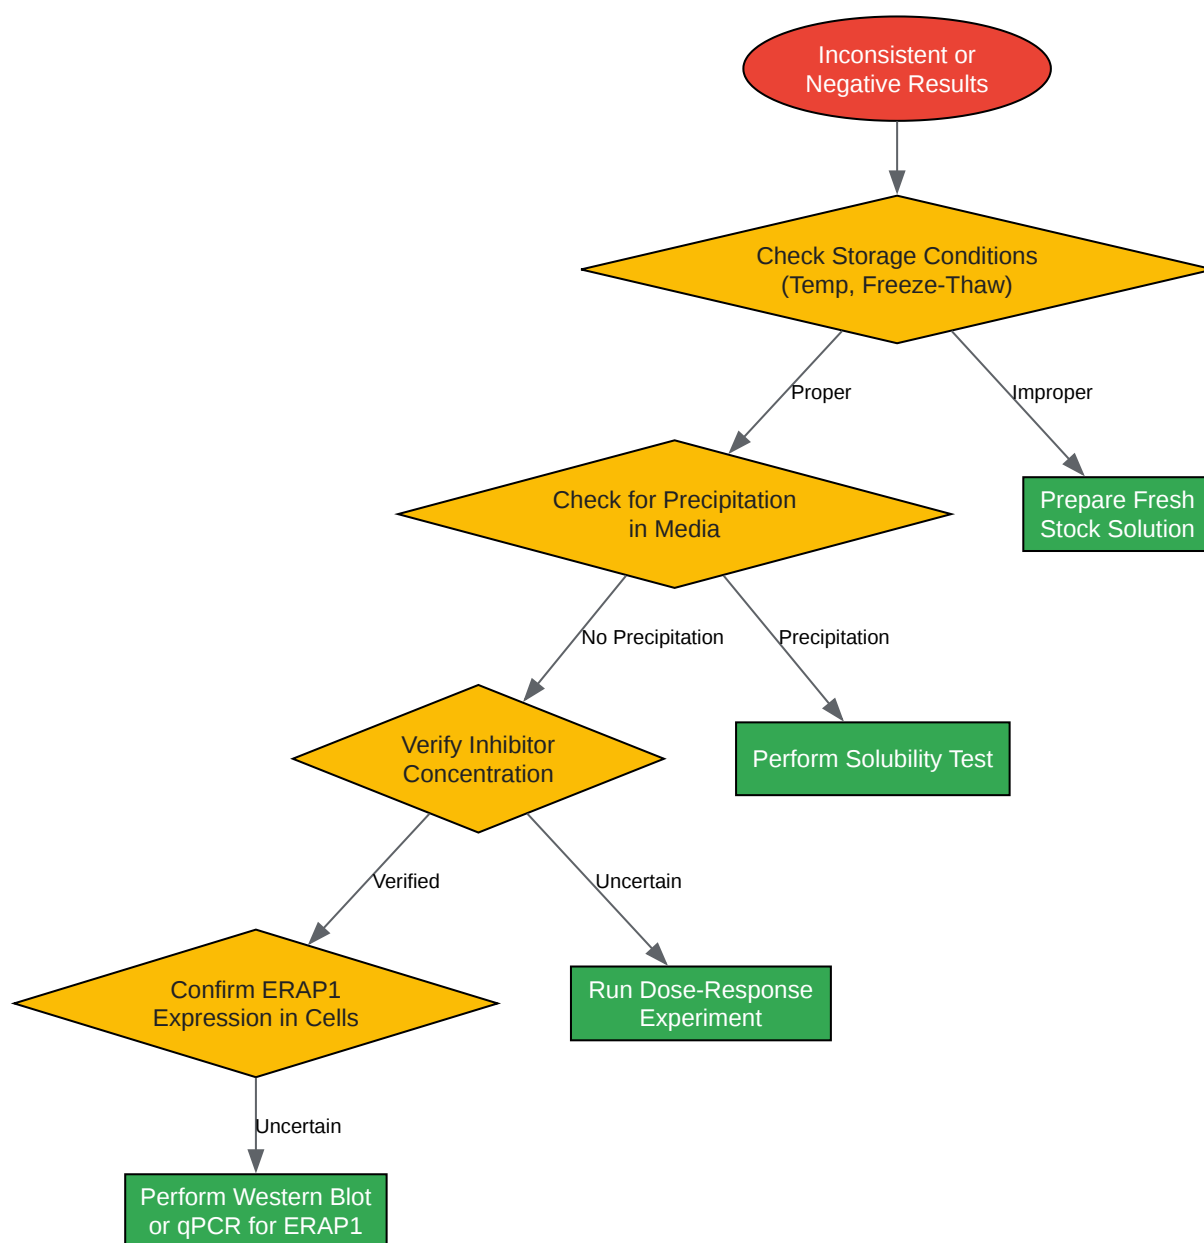 Inconsistent or
Negative Results
Check Storage Conditions
(Temp, Freeze-Thaw)
Proper
Improper
Check for Precipitation
in Media
Prepare Fresh
Stock Solution
No Precipitation
Precipitation
Verify Inhibitor
Concentration
Perform Solubility Test
Verified
Uncertain
Confirm ERAP1
Expression in Cells
Run Dose-Response
Experiment
Uncertain
Perform Western Blot
or qPCR for ERAP1